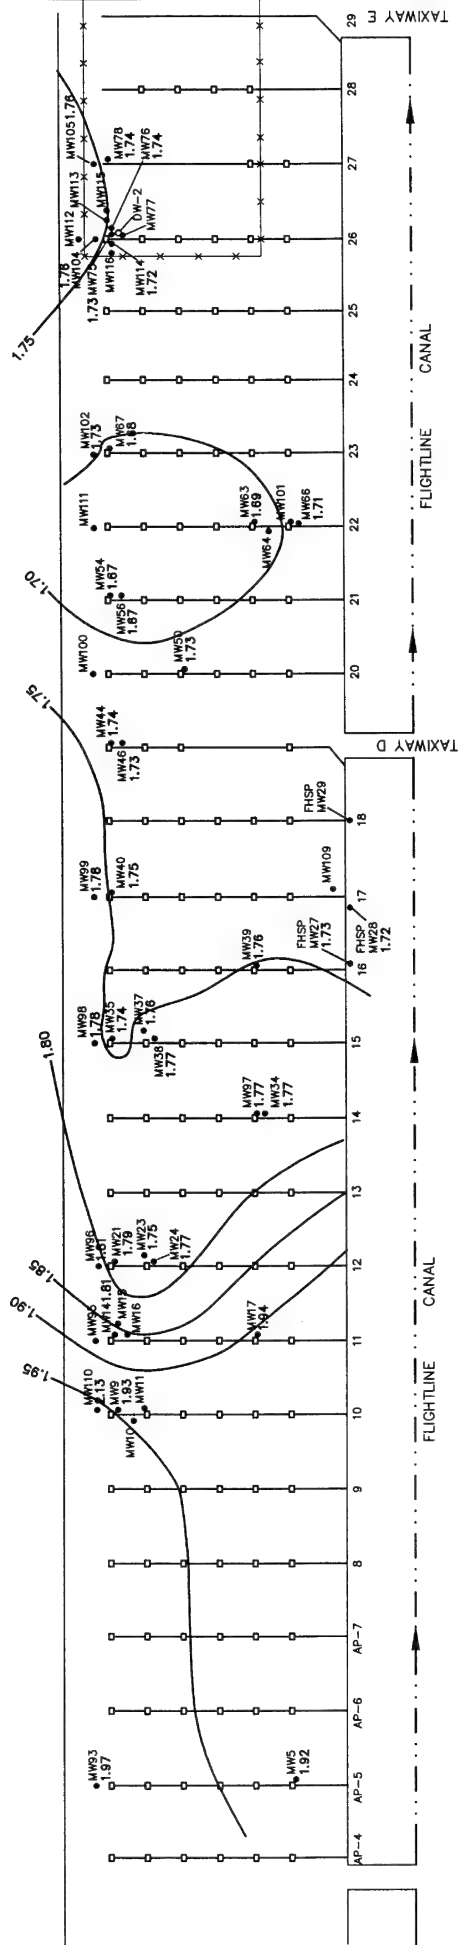 29
TAXIWAY E
28
MW105
1.76
27
MW78
1.74
MW76
1.74
MW115
MW113
MW112
DW-2
MW77
26
MW104
1.76
MW75
1.73
MW116
MW114
1.72
1.75
25
24
CANAL
FLIGHTLINE
MW102
1.73
MW67
1.68
23
MW111
MW63
1.69
MW101
MW66
1.71
MW64
22
MW54
1.67
MW56
1.67
21
1.70
MW100
MW50
1.73
20
TAXIWAY D
1.75
MW44
1.74
MW46
1.73
FHSP
MW29
18
MW99
1.78
MW40
1.75
MW109
17
FHSP
MW27
1.73
FHSP
MW28
1.72
MW39
1.76
16
MW98
1.78
MW35
1.74
MW37
1.76
MW38
1.77
15
1.80
MW97
1.77
MW34
1.77
14
13
MW96
1.81
MW21
1.79
MW23
1.75
MW24
1.77
12
1.85
CANAL
FLIGHTLINE
MW95
MW14
1.81
MW15
MW16
MW17
1.94
11
1.90
1.95
MW110
2.13
MW9
1.93
MW11
MW10
10
9
8
AP-7
AP-6
MW93
1.97
MW5
1.92
AP-5
AP-4